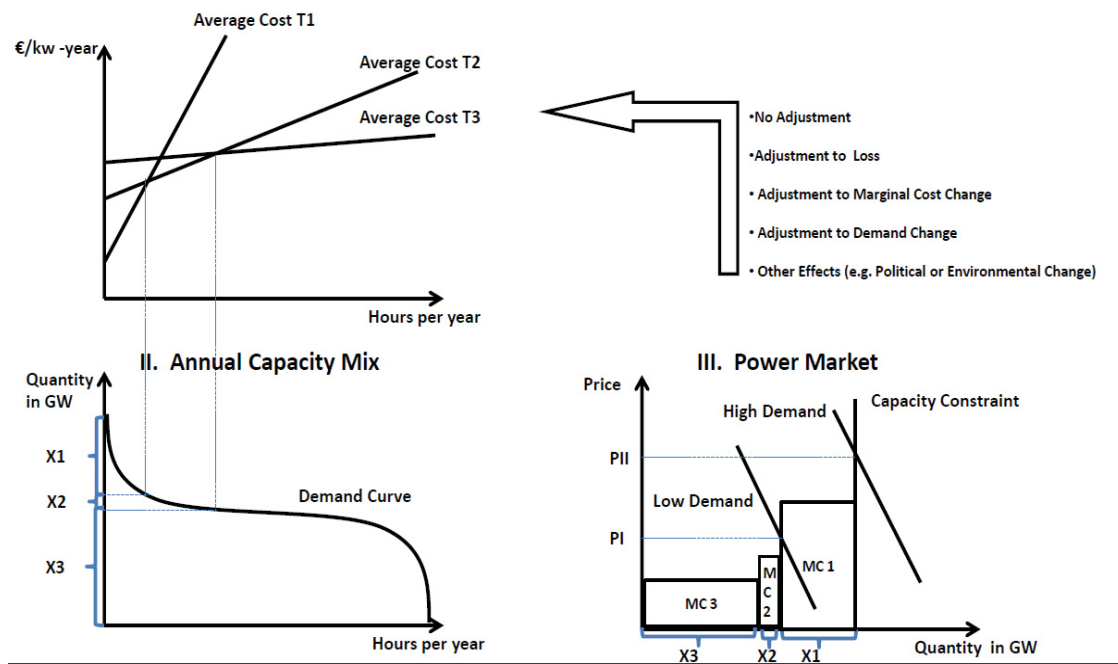 Average Cost T1
€/kw -year
Average Cost T2
Average Cost T3
Hours per year
•No Adjustment
•Adjustment to Loss
• Adjustment to Marginal Cost Change
• Adjustment to Demand Change
• Other Effects (e.g. Political or Environmental Change)
II. Annual Capacity Mix
Quantity
in GW
X1
X2
X3
Demand Curve
Hours per year
III. Power Market
Price
High Demand
Capacity Constraint
PII
Low Demand
PI
MC 3
M
C
2
MC 1
X3
X2
X1
Quantity in GW